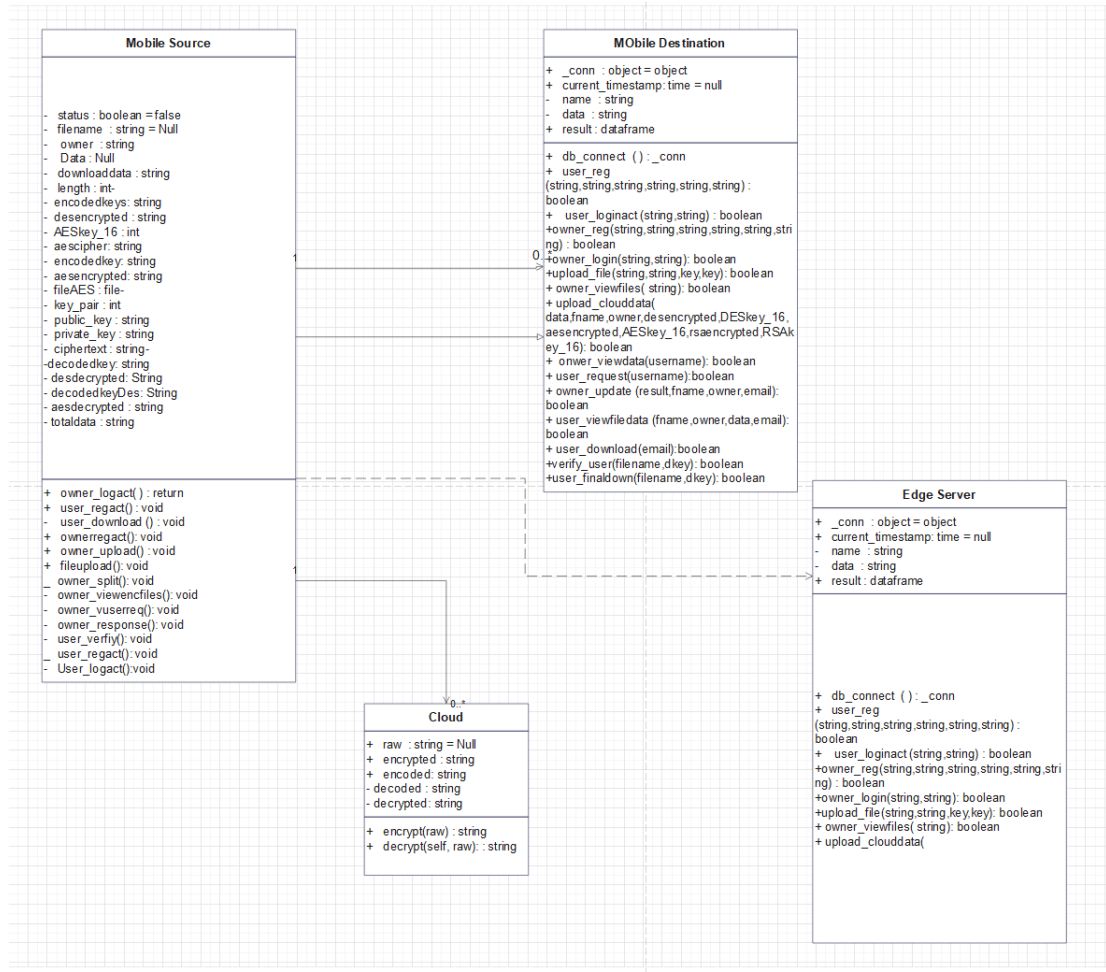 Mobile Source
- status : boolean = false
- filename : string = Null
- owner : string
- Data : Null
- downloaddata : string
- length : int-
- encodedkeys: string
- desencrypted : string
- AESkey_16 : int
- aescipher: string
- encodedkey: string
- aesencrypted: string
- fileAES : file-
- key_pair : int
- public_key : string
- private_key : string
- ciphertext : string-
-decodedkey: string
- desdecrypted: String
- decodedkeyDes: String
- aesdecrypted : string
- totaldata : string
+ owner_logact( ) : return
+ user_regact() : void
- user_download () : void
+ ownerregact(): void
+ owner_upload() : void
+ fileupload(): void
_ owner_split(): void
- owner_viewencfiles(): void
- owner_vuserreq(): void
- owner_response(): void
- user_verfiy(): void
_ user_regact(): void
- User_logact():void
1
0..*
1
0..*
MObile Destination
+ _conn : object = object
+ current_timestamp: time = null
- name : string
- data : string
+ result : dataframe
+ db_connect ( ) : _conn
+ user_reg
(string,string,string,string,string,string) :
boolean
+ user_loginact (string,string) : boolean
+owner_reg(string,string,string,string,string,stri
ng) : boolean
+owner_login(string,string): boolean
+upload_file(string,string,key,key): boolean
+ owner_viewfiles( string): boolean
+ upload_clouddata(
data,fname,owner,desencrypted,DESkey_16,
aesencrypted,AESkey_16,rsaencrypted,RSAk
ey_16): boolean
+ onwer_viewdata(username): boolean
+ user_request(username):boolean
+ owner_update (result,fname,owner,email):
boolean
+ user_viewfiledata (fname,owner,data,email):
boolean
+ user_download(email):boolean
+verify_user(filename,dkey): boolean
+user_finaldown(filename,dkey): boolean
Edge Server
+ _conn : object = object
+ current_timestamp: time = null
- name : string
- data : string
+ result : dataframe
+ db_connect ( ) : _conn
+ user_reg
(string,string,string,string,string,string) :
boolean
+ user_loginact (string,string) : boolean
+owner_reg(string,string,string,string,string,stri
ng) : boolean
+owner_login(string,string): boolean
+upload_file(string,string,key,key): boolean
+ owner_viewfiles( string): boolean
+ upload_clouddata(
Cloud
+ raw : string = Null
+ encrypted : string
+ encoded: string
- decoded : string
- decrypted: string
+ encrypt(raw) : string
+ decrypt(self, raw): : string